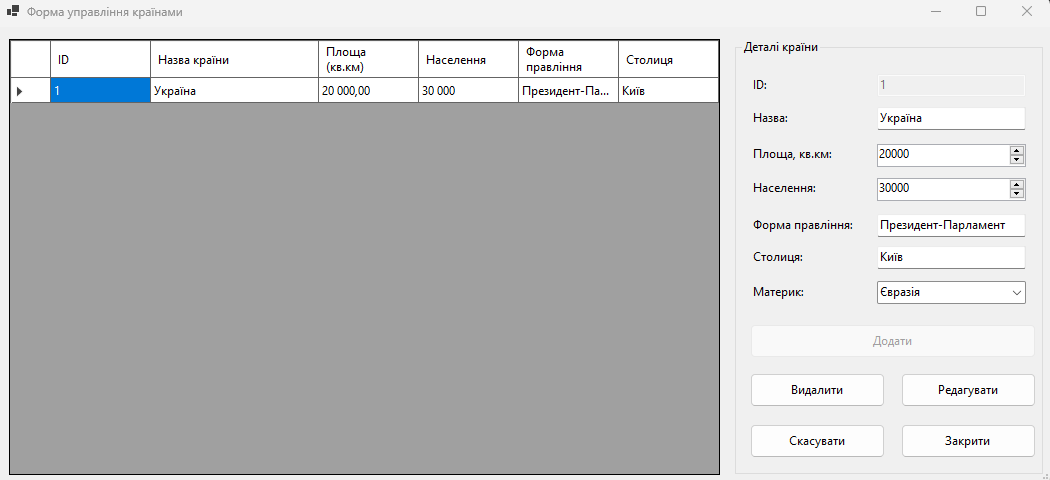 Форма управління країнами
ID Назва країни Площа (кв.км) Населення Форма правління Столиця
1 Україна 20 000,00 30 000 Президент-Па... Київ
Деталі країни
ID: 1
Назва: Україна
Площа, кв.км: 20000
Населення: 30000
Форма правління: Президент-Парламент
Столиця: Київ
Материк: Євразія
Додати
Видалити Редагувати
Скасувати Закрити